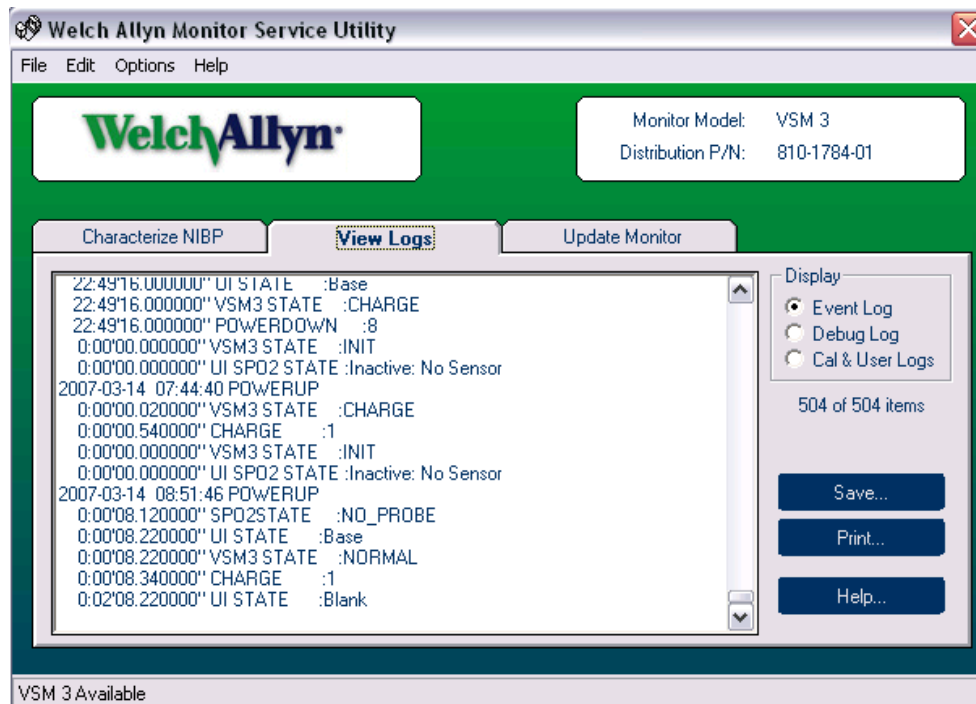 Welch Allyn Monitor Service Utility
File Edit Options Help
WelchAllyn
Monitor Model: VSM 3
Distribution P/N: 810-1784-01
Characterize NIBP View Logs Update Monitor
22:49'16.000000" UI STATE :Base
22:49'16.000000" VSM3 STATE :CHARGE
22:49'16.000000" POWERDOWN :8
0:00'00.000000" VSM3 STATE :INIT
0:00'00.000000" UI SPO2 STATE :Inactive: No Sensor
2007-03-14 07:44:40 POWERUP
0:00'00.020000" VSM3 STATE :CHARGE
0:00'00.540000" CHARGE :1
0:00'00.000000" VSM3 STATE :INIT
0:00'00.000000" UI SPO2 STATE :Inactive: No Sensor
2007-03-14 08:51:46 POWERUP
0:00'08.120000" SPO2STATE :NO_PROBE
0:00'08.220000" UI STATE :Base
0:00'08.220000" VSM3 STATE :NORMAL
0:00'08.340000" CHARGE :1
0:02'08.220000" UI STATE :Blank
Display
Event Log
Debug Log
Cal & User Logs
504 of 504 items
Save...
Print...
Help...
VSM 3 Available